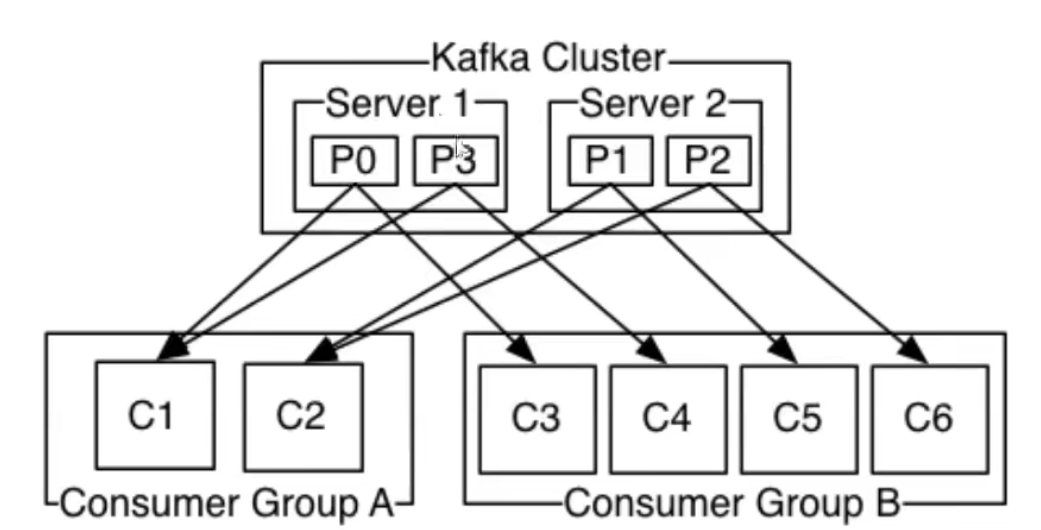 Kafka Cluster
Server 1 Server 2
P0 P3 P1 P2
C1 C2 C3 C4 C5 C6
Consumer Group A Consumer Group B